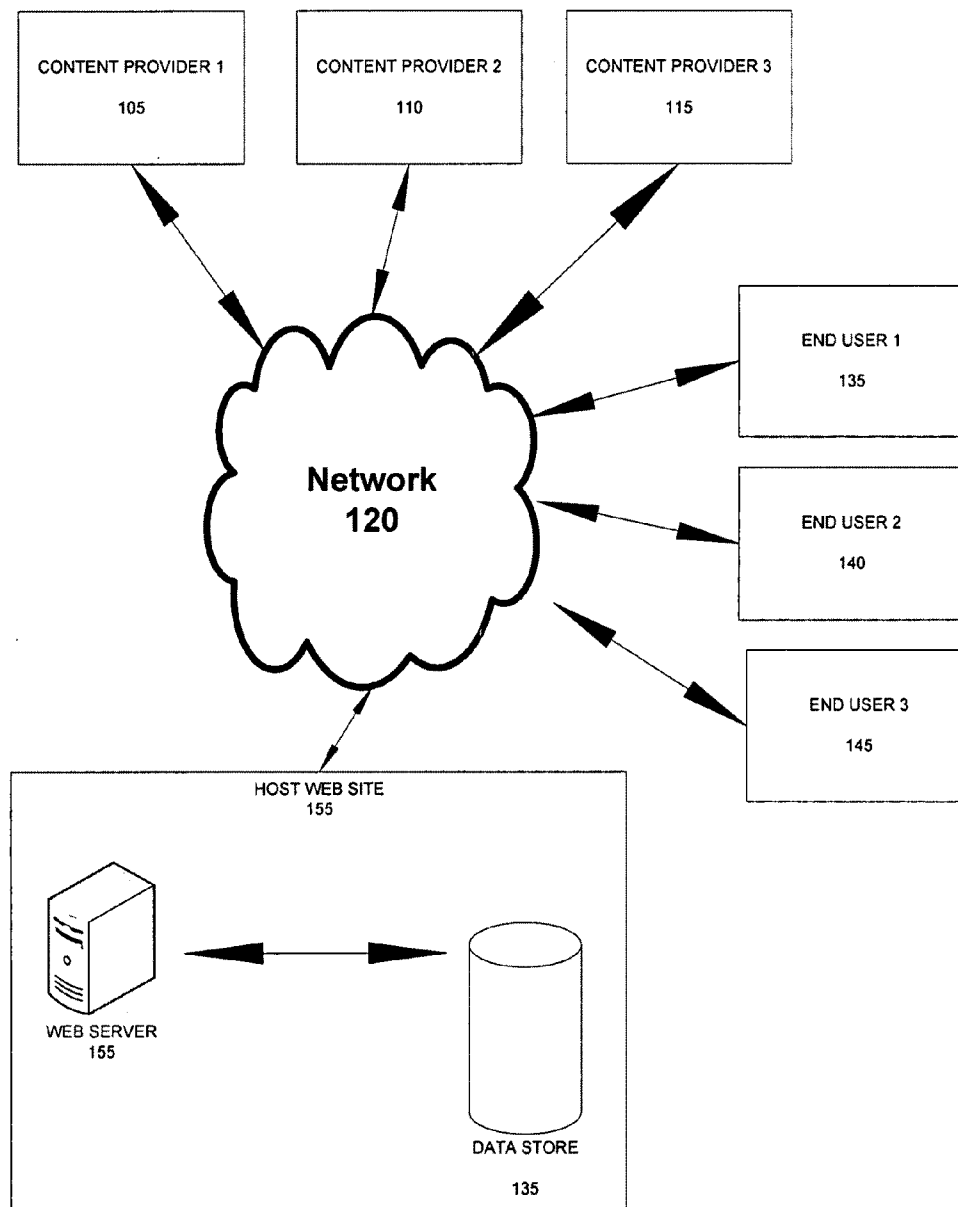 CONTENT PROVIDER 1
105
CONTENT PROVIDER 2
110
CONTENT PROVIDER 3
115
END USER 1
135
Network
120
END USER 2
140
END USER 3
145
HOST WEB SITE
155
WEB SERVER
155
DATA STORE
135